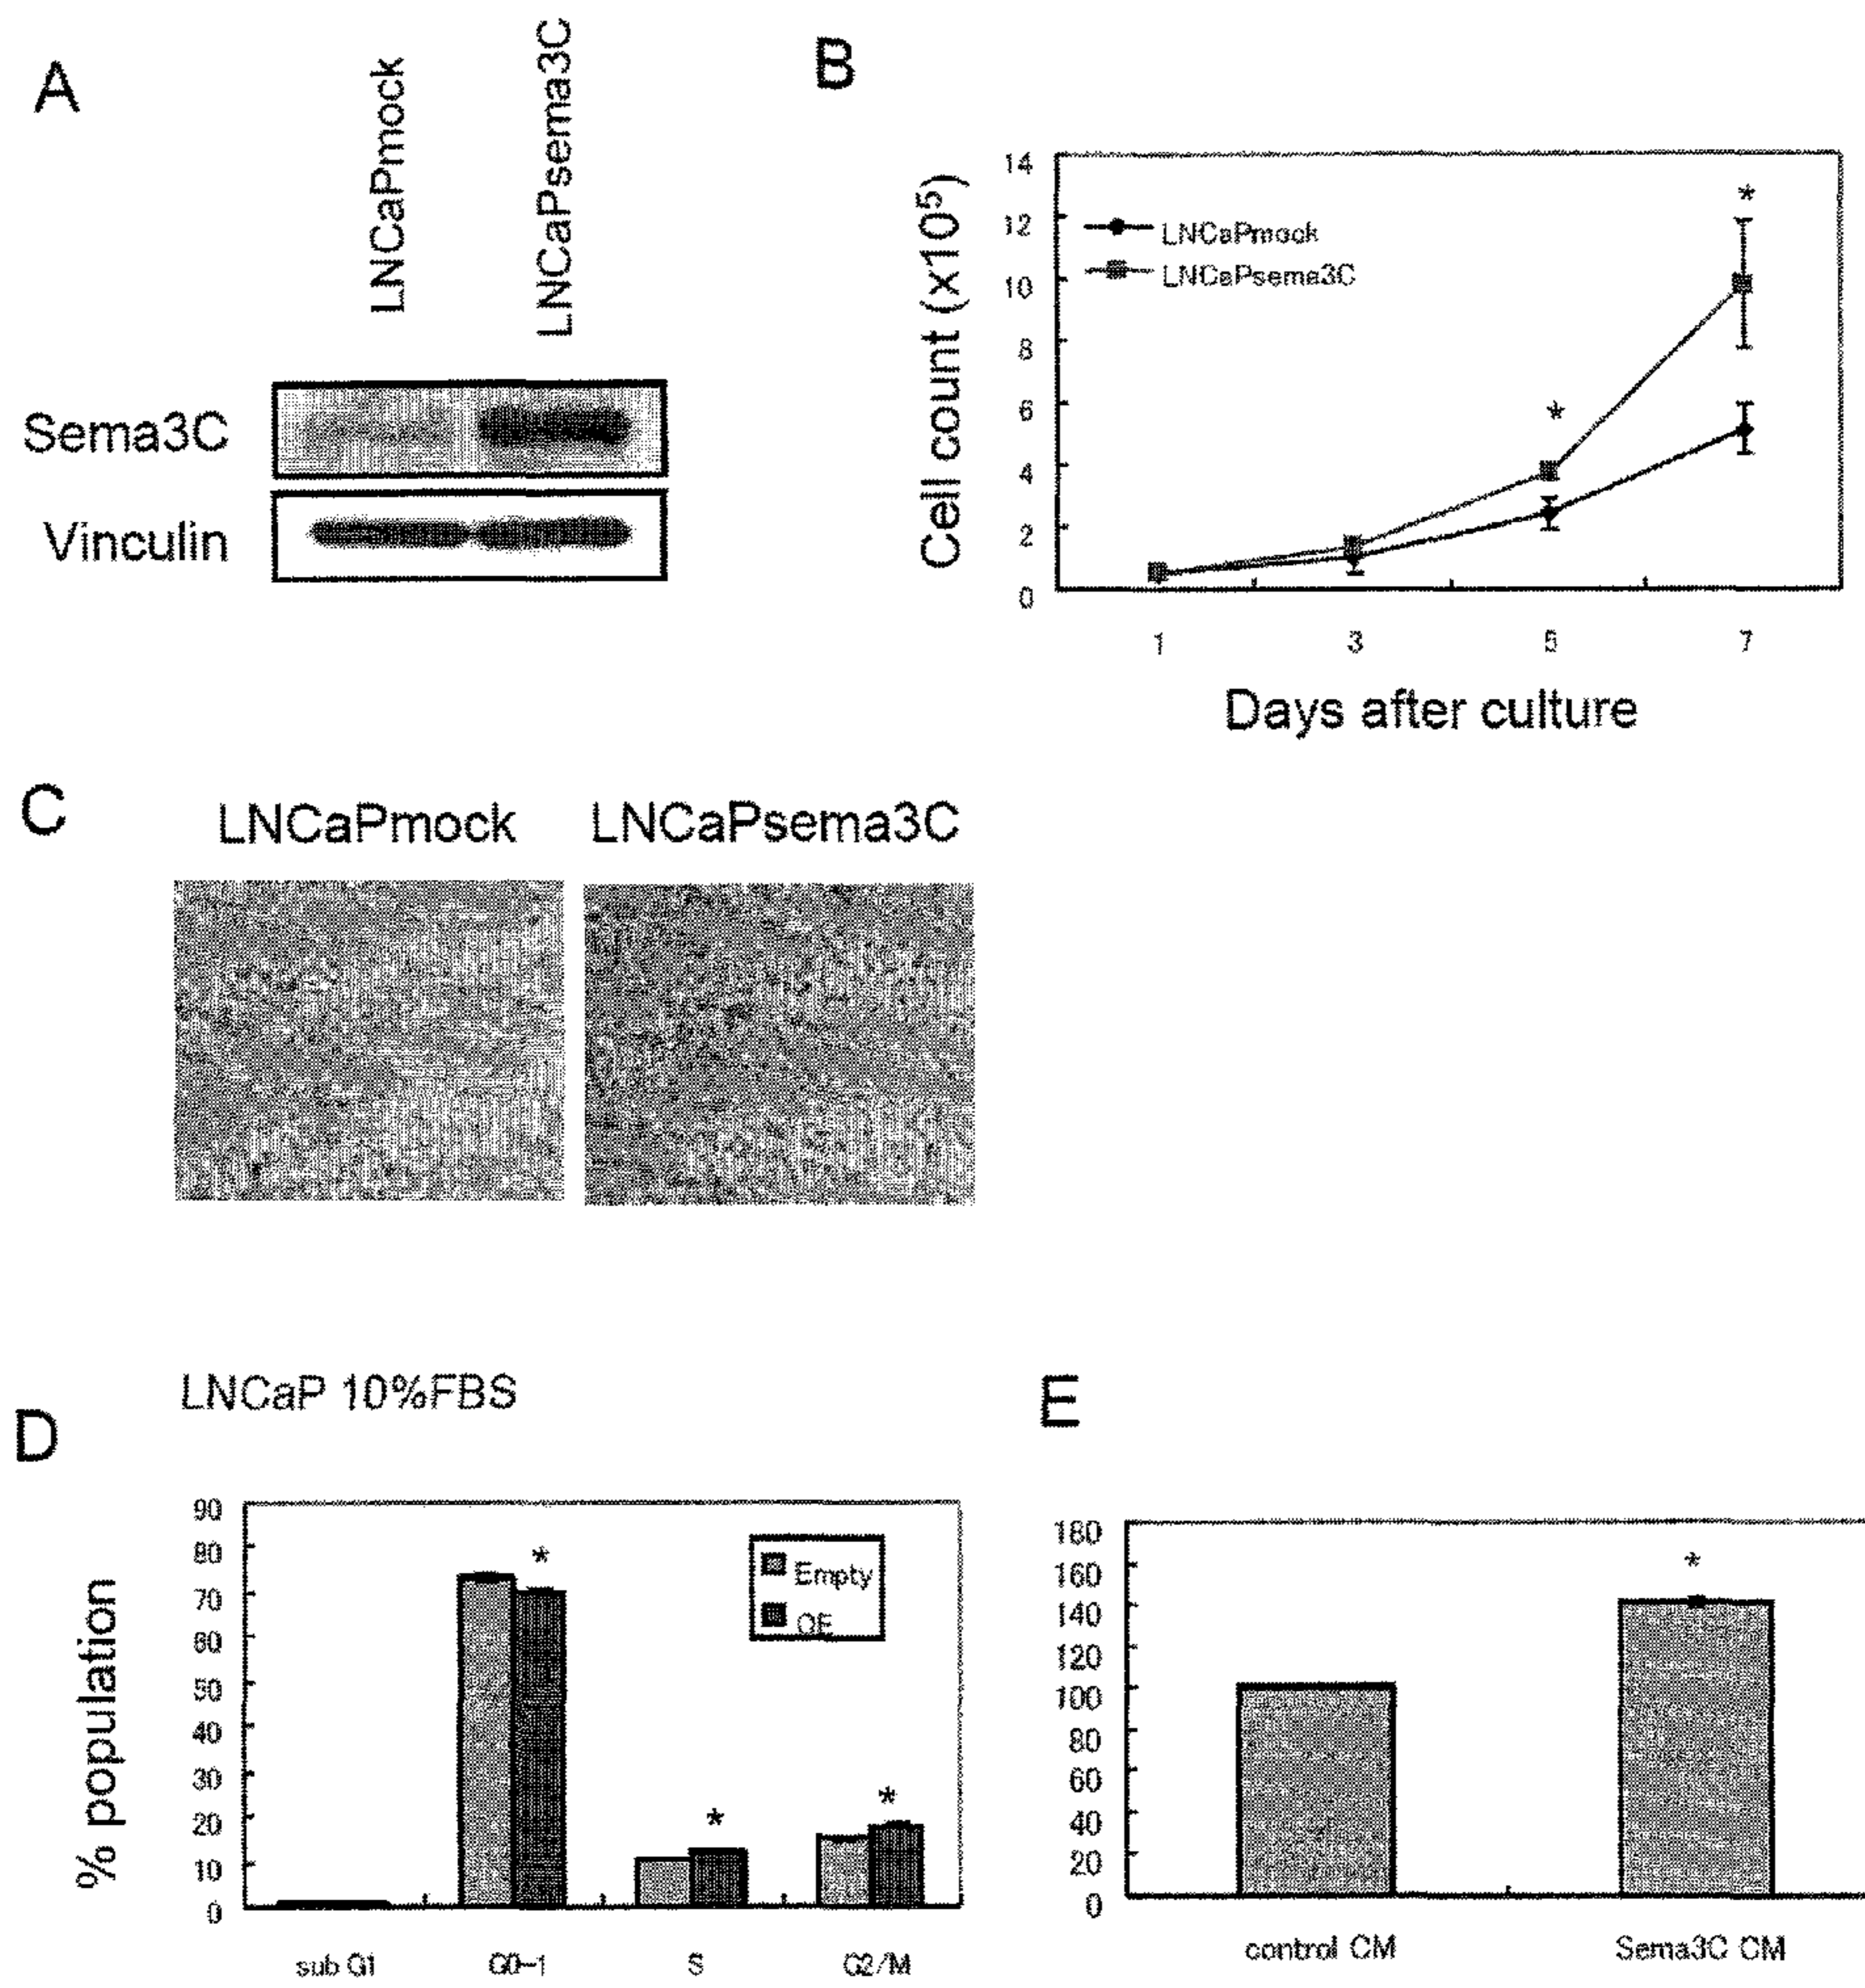 A
LNCaPmock
LNCaPsema3C
Sema3C
Vinculin
B
Cell count (x10⁵)
14
12
10
8
6
4
2
0
LNCaPmock
LNCaPsema3C
*
*
1 3 5 7
Days after culture
C
LNCaPmock LNCaPsema3C
D
LNCaP 10%FBS
% population
90
80
70
60
50
40
30
20
10
0
Empty
OE
*
*
*
sub G1 G0-1 S G2/M
E
180
160
140
120
100
80
60
40
20
0
*
control CM Sema3C CM